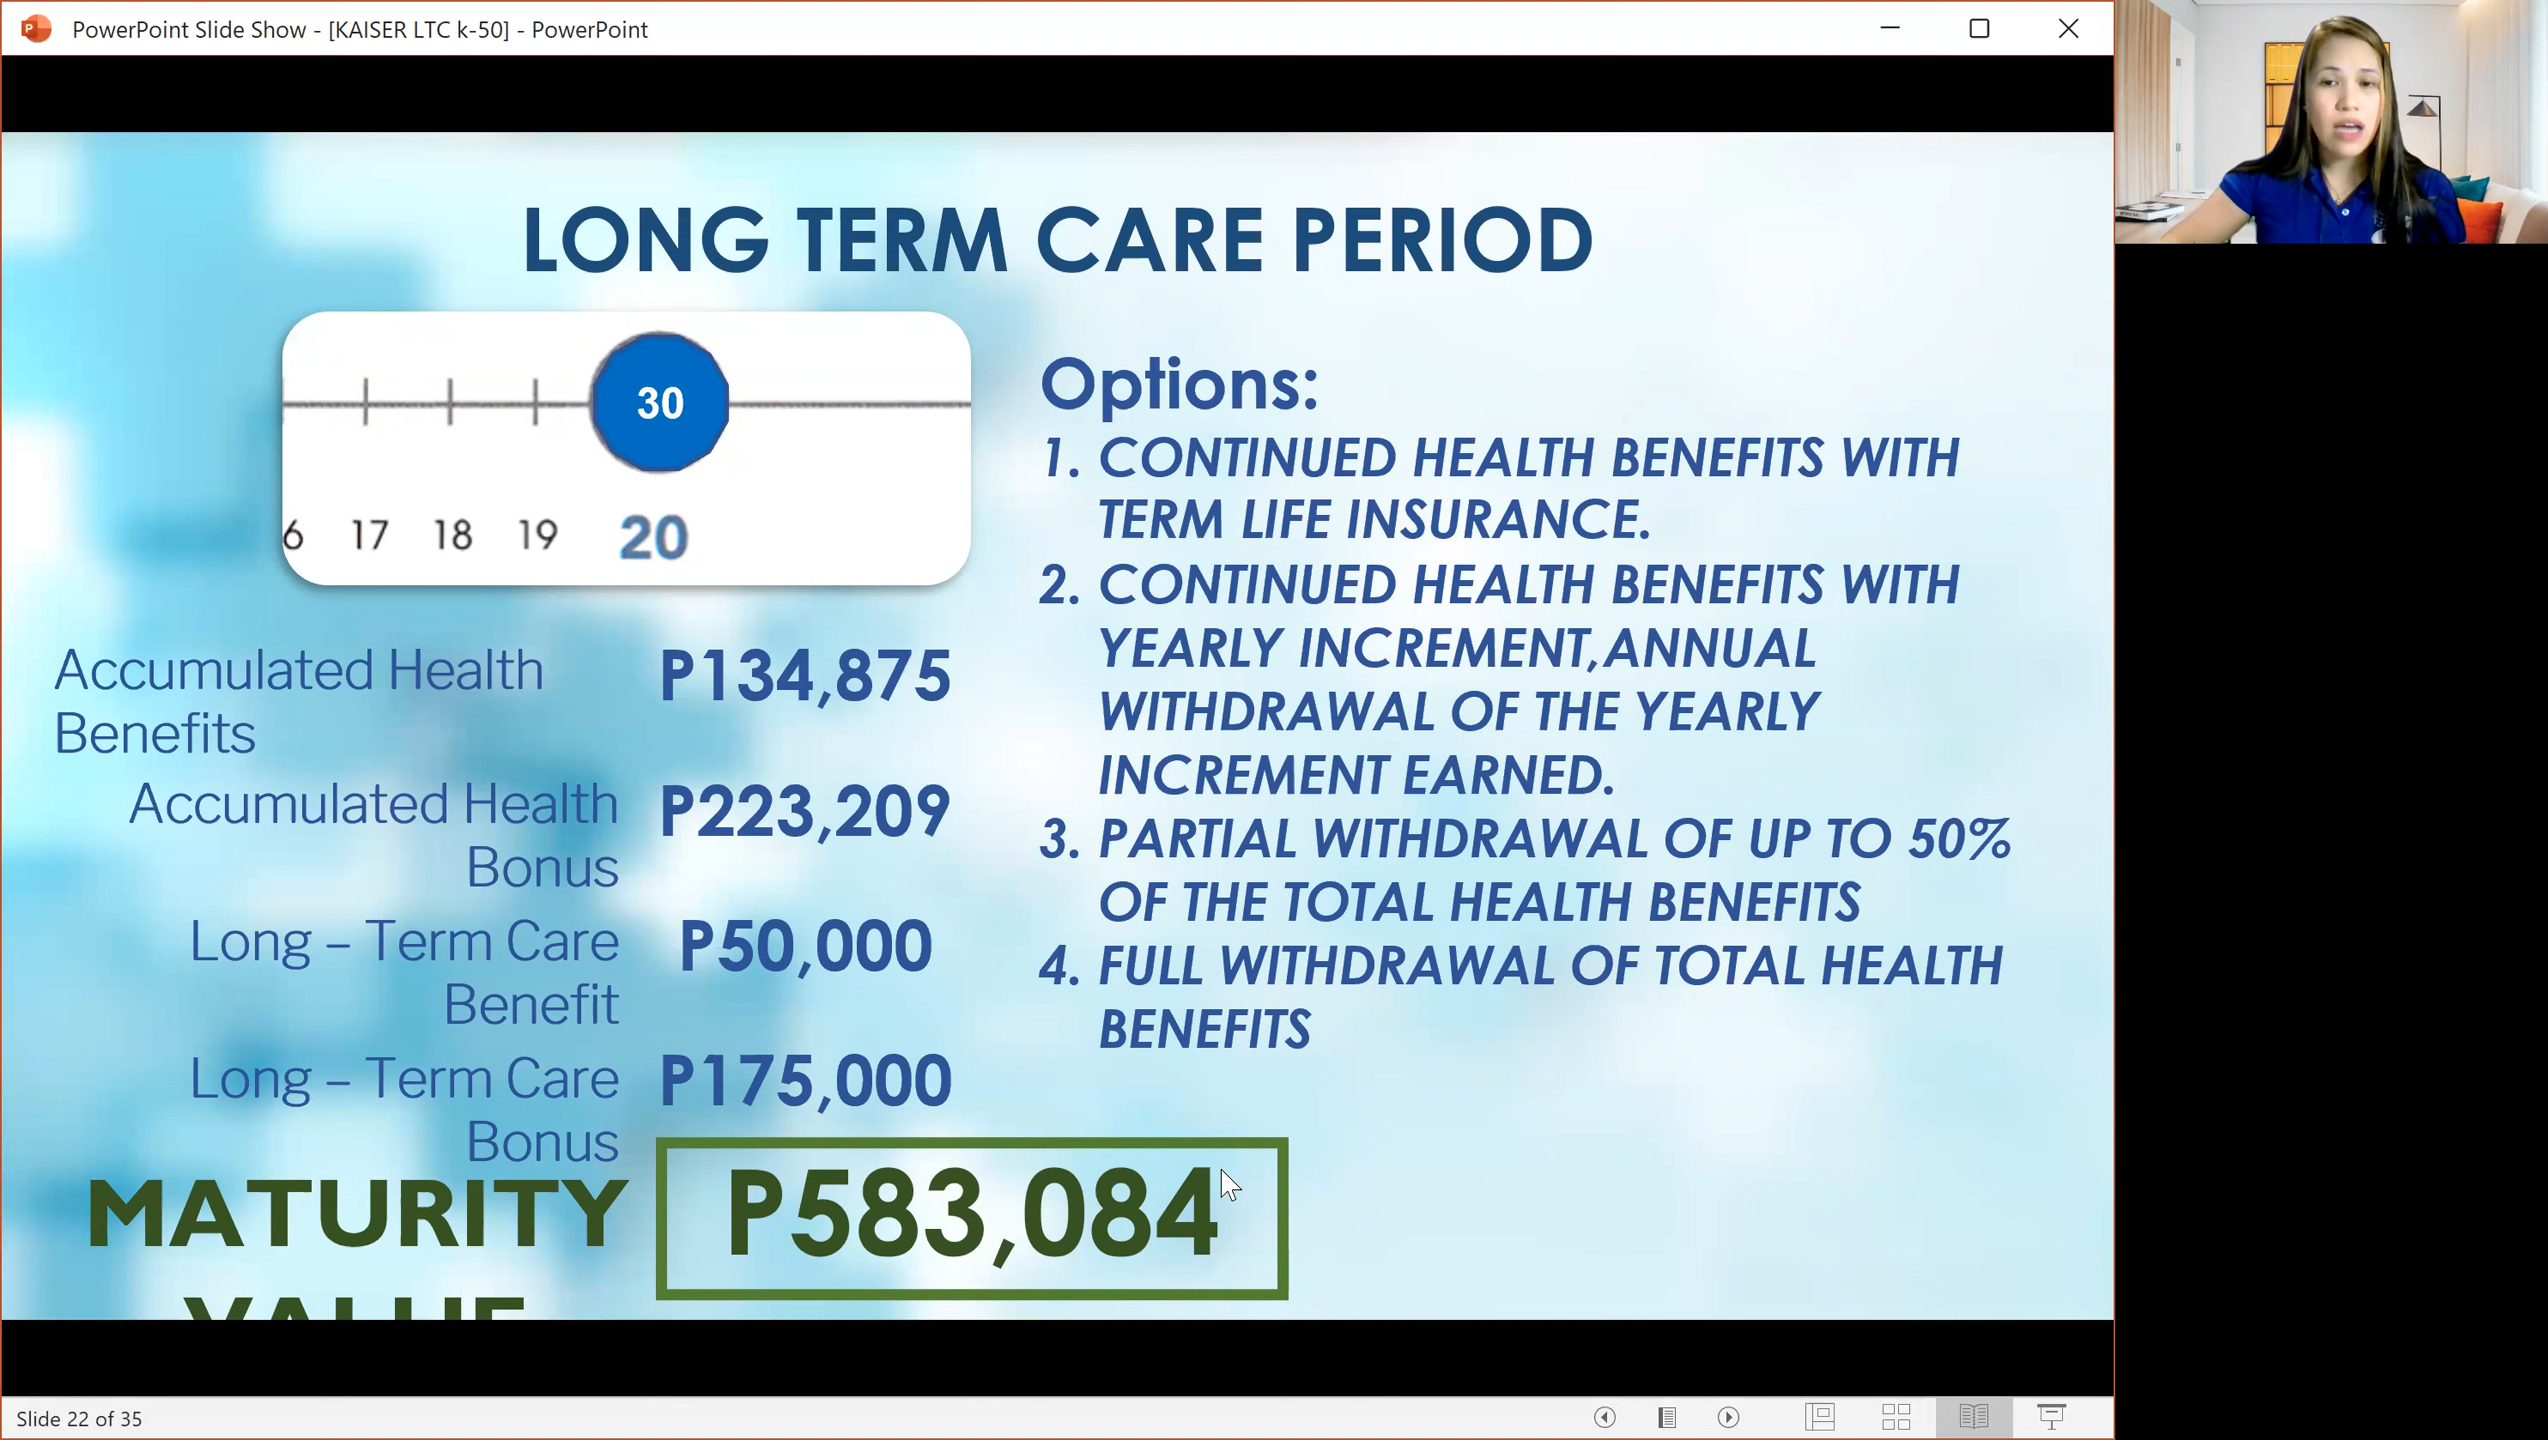 PowerPoint Slide Show - [KAISER LTC k-50] - PowerPoint
LONG TERM CARE PERIOD
30
6 17 18 19 20
Accumulated Health
Benefits
P134,875
Accumulated Health
Bonus
P223,209
Long – Term Care
Benefit
P50,000
Long – Term Care
Bonus
P175,000
MATURITY
VALUE
P583,084
Options:
1. CONTINUED HEALTH BENEFITS WITH
TERM LIFE INSURANCE.
2. CONTINUED HEALTH BENEFITS WITH
YEARLY INCREMENT,ANNUAL
WITHDRAWAL OF THE YEARLY
INCREMENT EARNED.
3. PARTIAL WITHDRAWAL OF UP TO 50%
OF THE TOTAL HEALTH BENEFITS
4. FULL WITHDRAWAL OF TOTAL HEALTH
BENEFITS
Slide 22 of 35